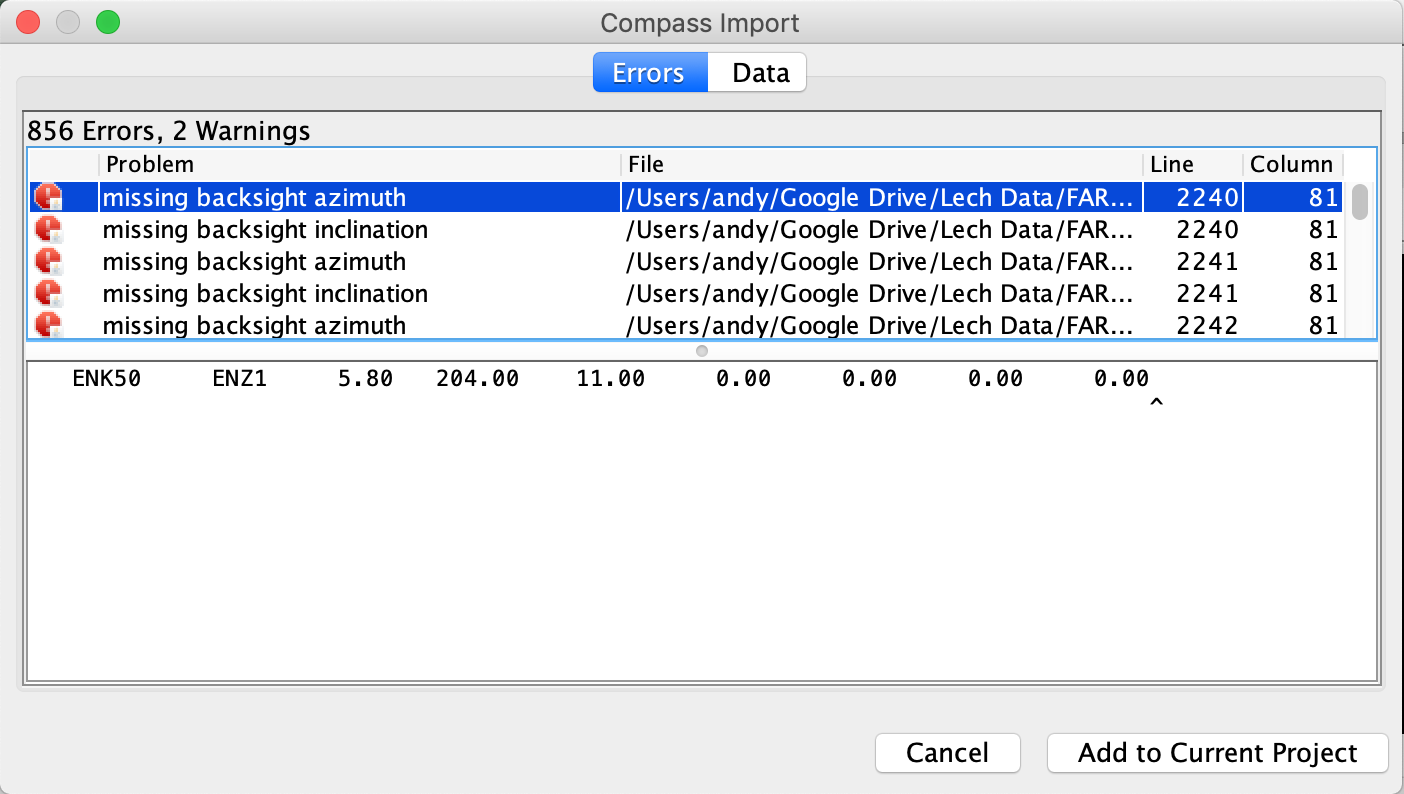 Compass Import
Errors Data
856 Errors, 2 Warnings
Problem File Line Column
missing backsight azimuth /Users/andy/Google Drive/Lech Data/FAR... 2240 81
missing backsight inclination /Users/andy/Google Drive/Lech Data/FAR... 2240 81
missing backsight azimuth /Users/andy/Google Drive/Lech Data/FAR... 2241 81
missing backsight inclination /Users/andy/Google Drive/Lech Data/FAR... 2241 81
missing backsight azimuth /Users/andy/Google Drive/Lech Data/FAR... 2242 81
ENK50 ENZ1 5.80 204.00 11.00 0.00 0.00 0.00 0.00
^
Cancel Add to Current Project